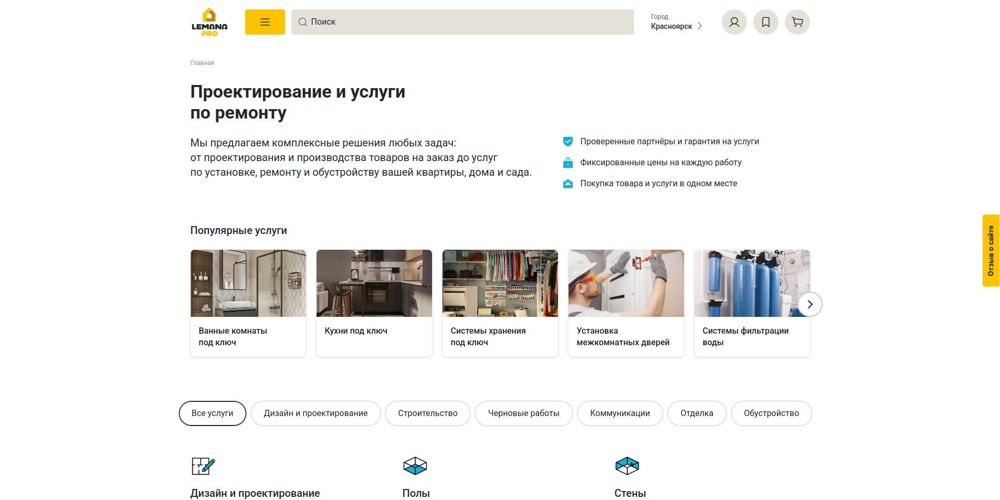 LEMANA
PRO
Поиск
Город
Красноярск
Главная
Проектирование и услуги
по ремонту
Мы предлагаем комплексные решения любых задач:
от проектирования и производства товаров на заказ до услуг
по установке, ремонту и обустройству вашей квартиры, дома и сада.
Проверенные партнёры и гарантия на услуги
Фиксированные цены на каждую работу
Покупка товара и услуги в одном месте
Отзыв о сайте
Популярные услуги
Ванные комнаты
под ключ
Кухни под ключ
Системы хранения
под ключ
Установка
межкомнатных дверей
Системы фильтрации
воды
Все услуги
Дизайн и проектирование
Строительство
Черновые работы
Коммуникации
Отделка
Обустройство
Дизайн и проектирование
Полы
Стены